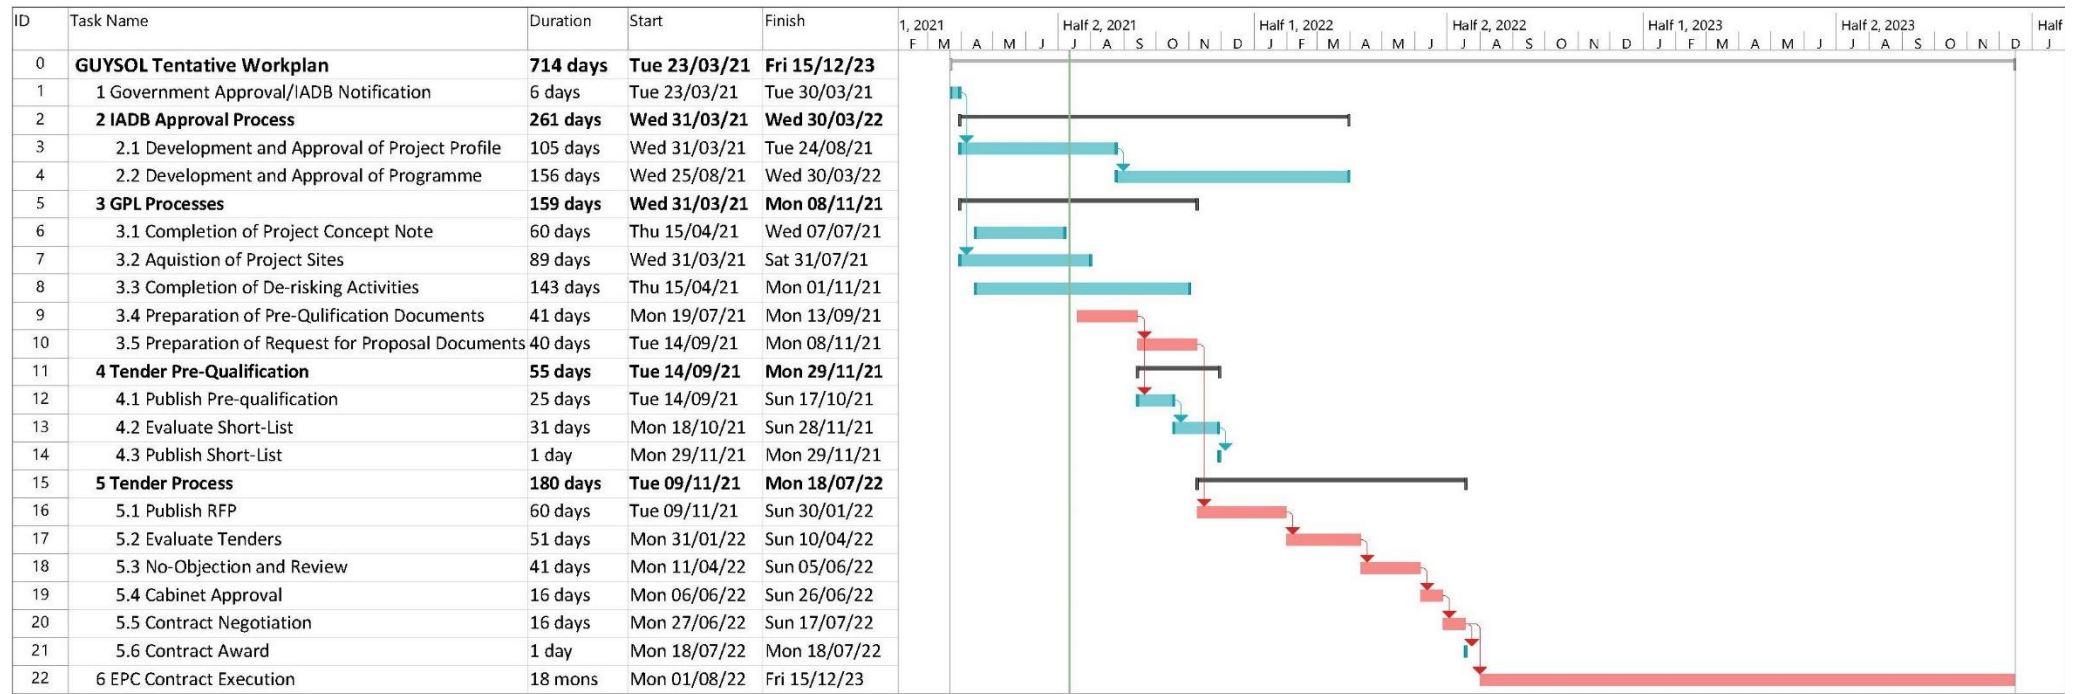 ID Task Name Duration Start Finish 1, 2021 Half 2, 2021 Half 1, 2022 Half 2, 2022 Half 1, 2023 Half 2, 2023 Half
F M A M J J A S O N D J F M A M J J A S O N D J F M A M J J A S O N D J
0 GUYSOL Tentative Workplan 714 days Tue 23/03/21 Fri 15/12/23
1 1 Government Approval/IADB Notification 6 days Tue 23/03/21 Tue 30/03/21
2 2 IADB Approval Process 261 days Wed 31/03/21 Wed 30/03/22
3 2.1 Development and Approval of Project Profile 105 days Wed 31/03/21 Tue 24/08/21
4 2.2 Development and Approval of Programme 156 days Wed 25/08/21 Wed 30/03/22
5 3 GPL Processes 159 days Wed 31/03/21 Mon 08/11/21
6 3.1 Completion of Project Concept Note 60 days Thu 15/04/21 Wed 07/07/21
7 3.2 Aquistion of Project Sites 89 days Wed 31/03/21 Sat 31/07/21
8 3.3 Completion of De-risking Activities 143 days Thu 15/04/21 Mon 01/11/21
9 3.4 Preparation of Pre-Qulification Documents 41 days Mon 19/07/21 Mon 13/09/21
10 3.5 Preparation of Request for Proposal Documents 40 days Tue 14/09/21 Mon 08/11/21
11 4 Tender Pre-Qualification 55 days Tue 14/09/21 Mon 29/11/21
12 4.1 Publish Pre-qualification 25 days Tue 14/09/21 Sun 17/10/21
13 4.2 Evaluate Short-List 31 days Mon 18/10/21 Sun 28/11/21
14 4.3 Publish Short-List 1 day Mon 29/11/21 Mon 29/11/21
15 5 Tender Process 180 days Tue 09/11/21 Mon 18/07/22
16 5.1 Publish RFP 60 days Tue 09/11/21 Sun 30/01/22
17 5.2 Evaluate Tenders 51 days Mon 31/01/22 Sun 10/04/22
18 5.3 No-Objection and Review 41 days Mon 11/04/22 Sun 05/06/22
19 5.4 Cabinet Approval 16 days Mon 06/06/22 Sun 26/06/22
20 5.5 Contract Negotiation 16 days Mon 27/06/22 Sun 17/07/22
21 5.6 Contract Award 1 day Mon 18/07/22 Mon 18/07/22
22 6 EPC Contract Execution 18 mons Mon 01/08/22 Fri 15/12/23